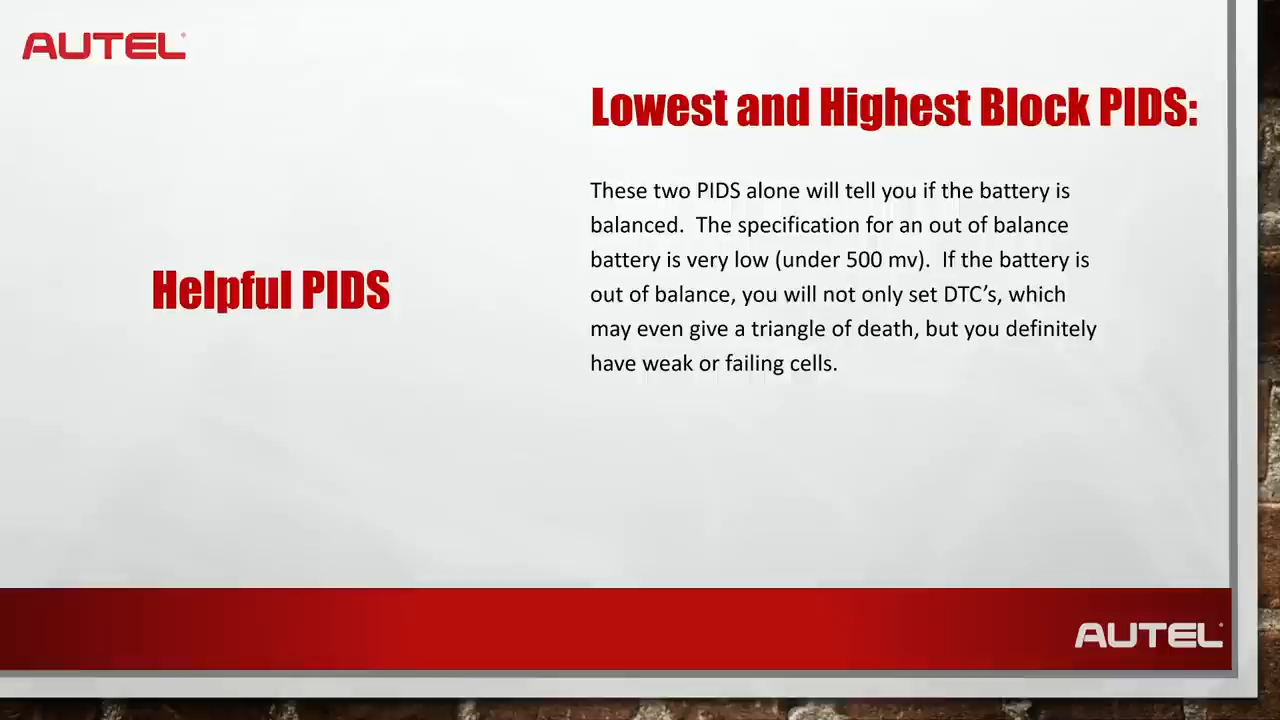 AUTEL
Lowest and Highest Block PIDS:
These two PIDS alone will tell you if the battery is
balanced.  The specification for an out of balance
battery is very low (under 500 mv).  If the battery is
out of balance, you will not only set DTC’s, which
may even give a triangle of death, but you definitely
have weak or failing cells.
Helpful PIDS
AUTEL